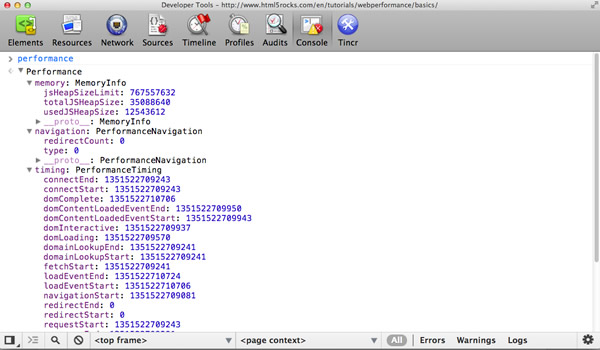 Developer Tools - http://www.html5rocks.com/en/tutorials/webperformance/basics/
Elements Resources Network Sources Timeline Profiles Audits Console Tincr
> performance
Performance
memory: MemoryInfo
jsHeapSizeLimit: 767557632
totalJSHeapSize: 35088640
usedJSHeapSize: 12543612
__proto__: MemoryInfo
navigation: PerformanceNavigation
redirectCount: 0
type: 0
__proto__: PerformanceNavigation
timing: PerformanceTiming
connectEnd: 1351522709243
connectStart: 1351522709243
domComplete: 1351522710706
domContentLoadedEventEnd: 1351522709950
domContentLoadedEventStart: 1351522709943
domInteractive: 1351522709937
domLoading: 1351522709570
domainLookupEnd: 1351522709241
domainLookupStart: 1351522709241
fetchStart: 1351522709241
loadEventEnd: 1351522710724
loadEventStart: 1351522710706
navigationStart: 1351522709081
redirectEnd: 0
redirectStart: 0
requestStart: 1351522709243
<top frame> <page context> All Errors Warnings Logs